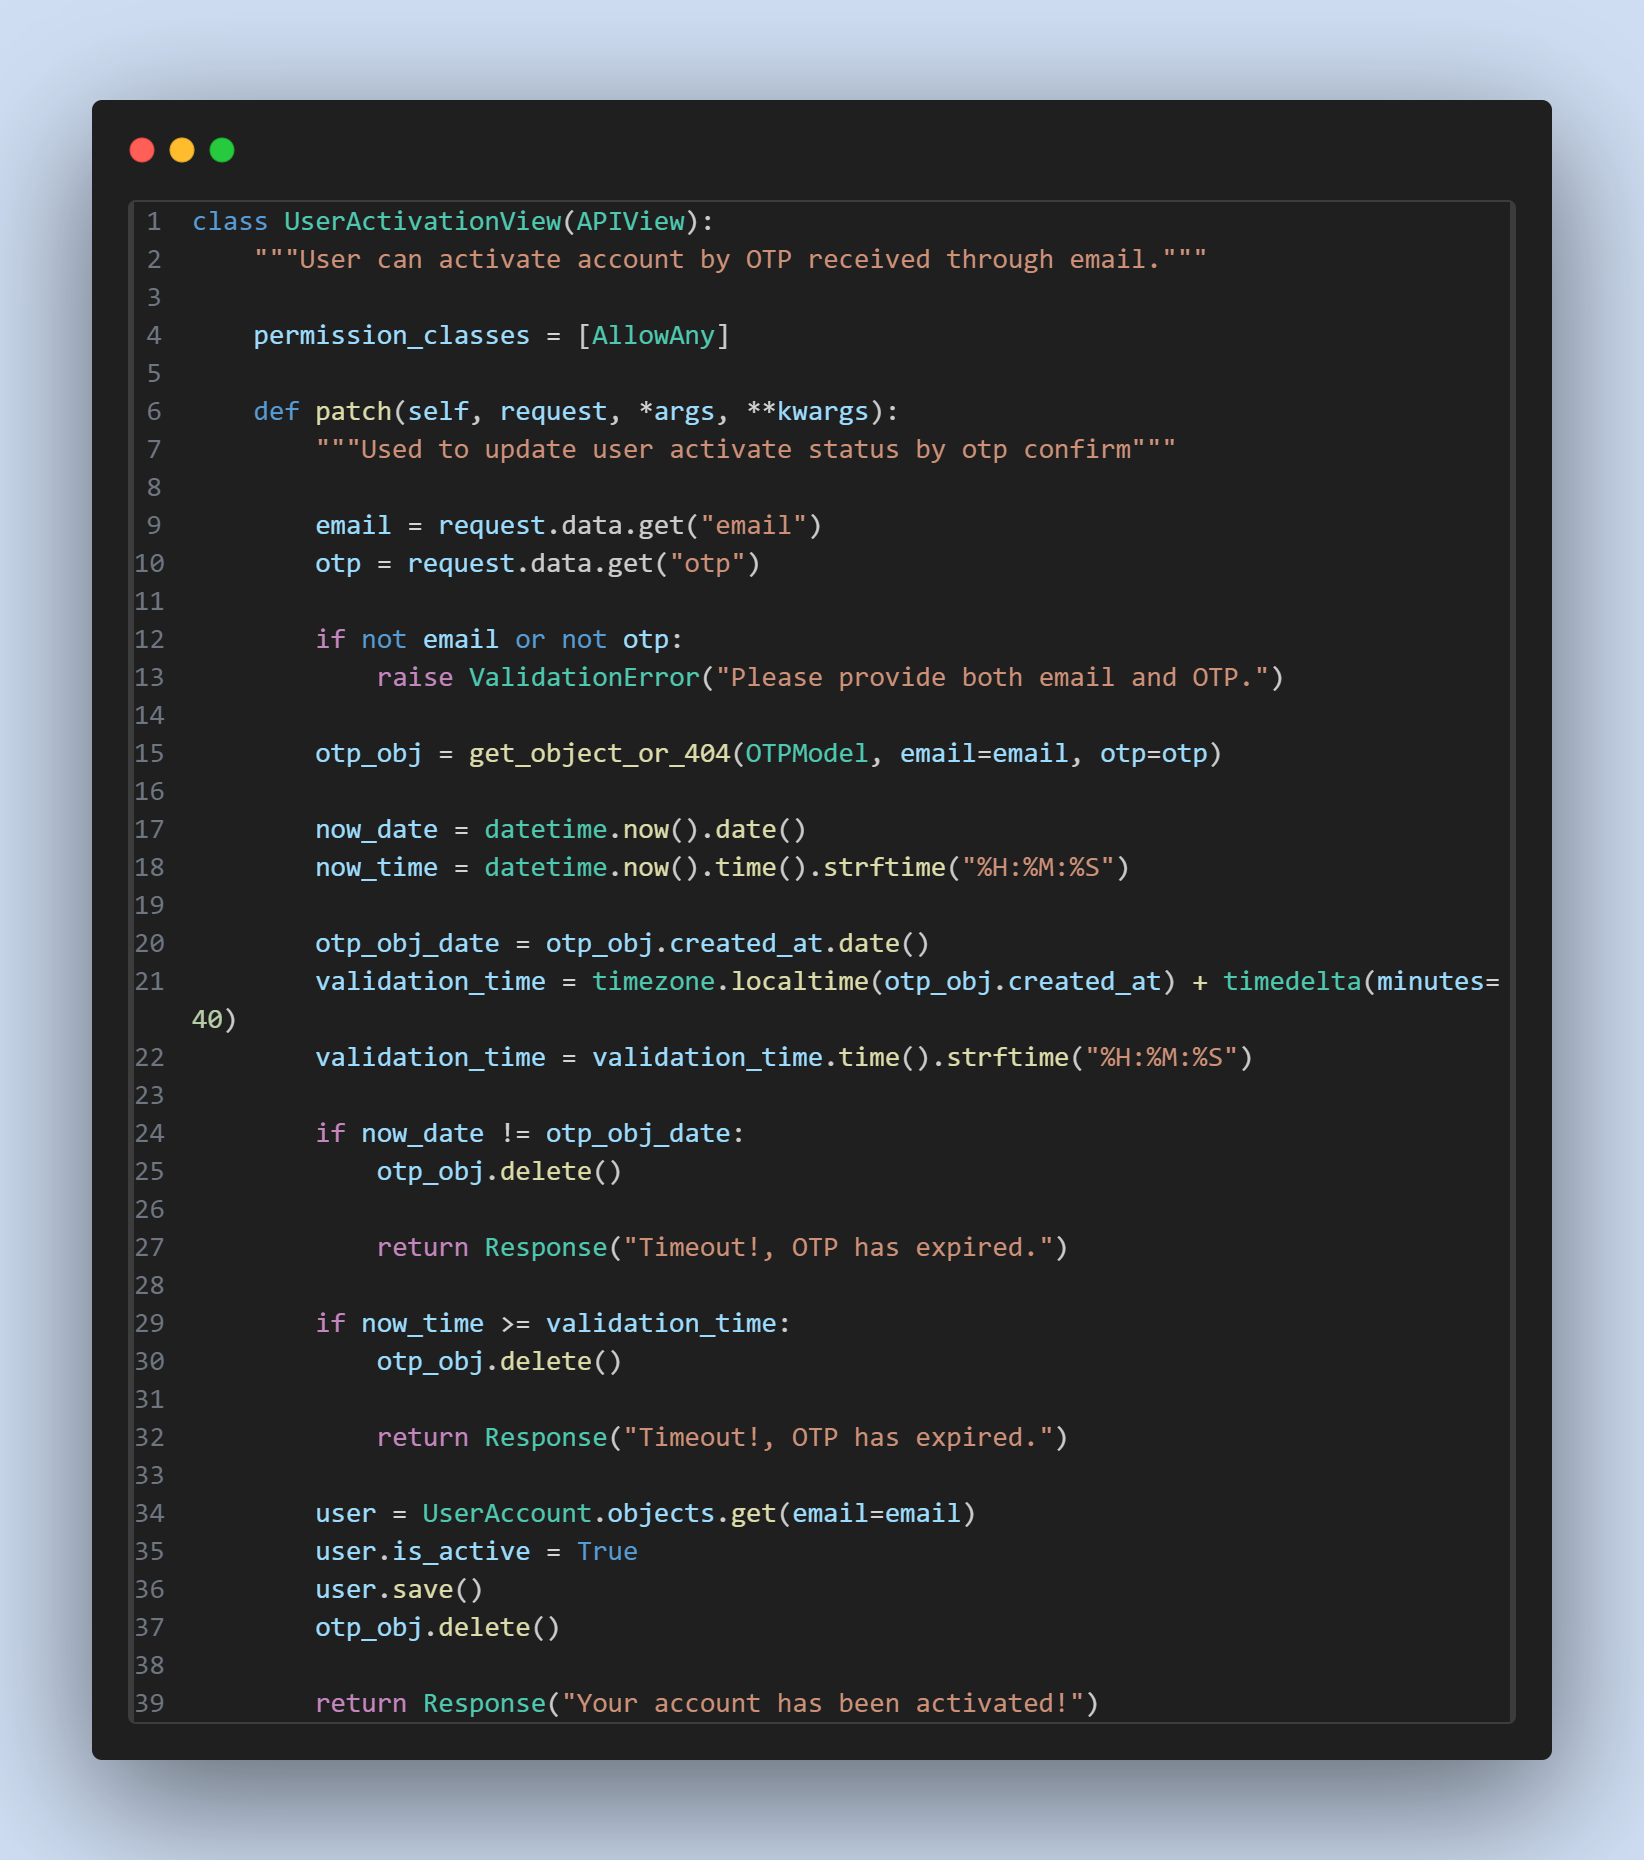 1 class UserActivationView(APIView):
2     """User can activate account by OTP received through email."""
3
4     permission_classes = [AllowAny]
5
6     def patch(self, request, *args, **kwargs):
7         """Used to update user activate status by otp confirm"""
8
9         email = request.data.get("email")
10         otp = request.data.get("otp")
11
12         if not email or not otp:
13             raise ValidationError("Please provide both email and OTP.")
14
15         otp_obj = get_object_or_404(OTPModel, email=email, otp=otp)
16
17         now_date = datetime.now().date()
18         now_time = datetime.now().time().strftime("%H:%M:%S")
19
20         otp_obj_date = otp_obj.created_at.date()
21         validation_time = timezone.localtime(otp_obj.created_at) + timedelta(minutes=
40)
22         validation_time = validation_time.time().strftime("%H:%M:%S")
23
24         if now_date != otp_obj_date:
25             otp_obj.delete()
26
27             return Response("Timeout!, OTP has expired.")
28
29         if now_time >= validation_time:
30             otp_obj.delete()
31
32             return Response("Timeout!, OTP has expired.")
33
34         user = UserAccount.objects.get(email=email)
35         user.is_active = True
36         user.save()
37         otp_obj.delete()
38
39         return Response("Your account has been activated!")